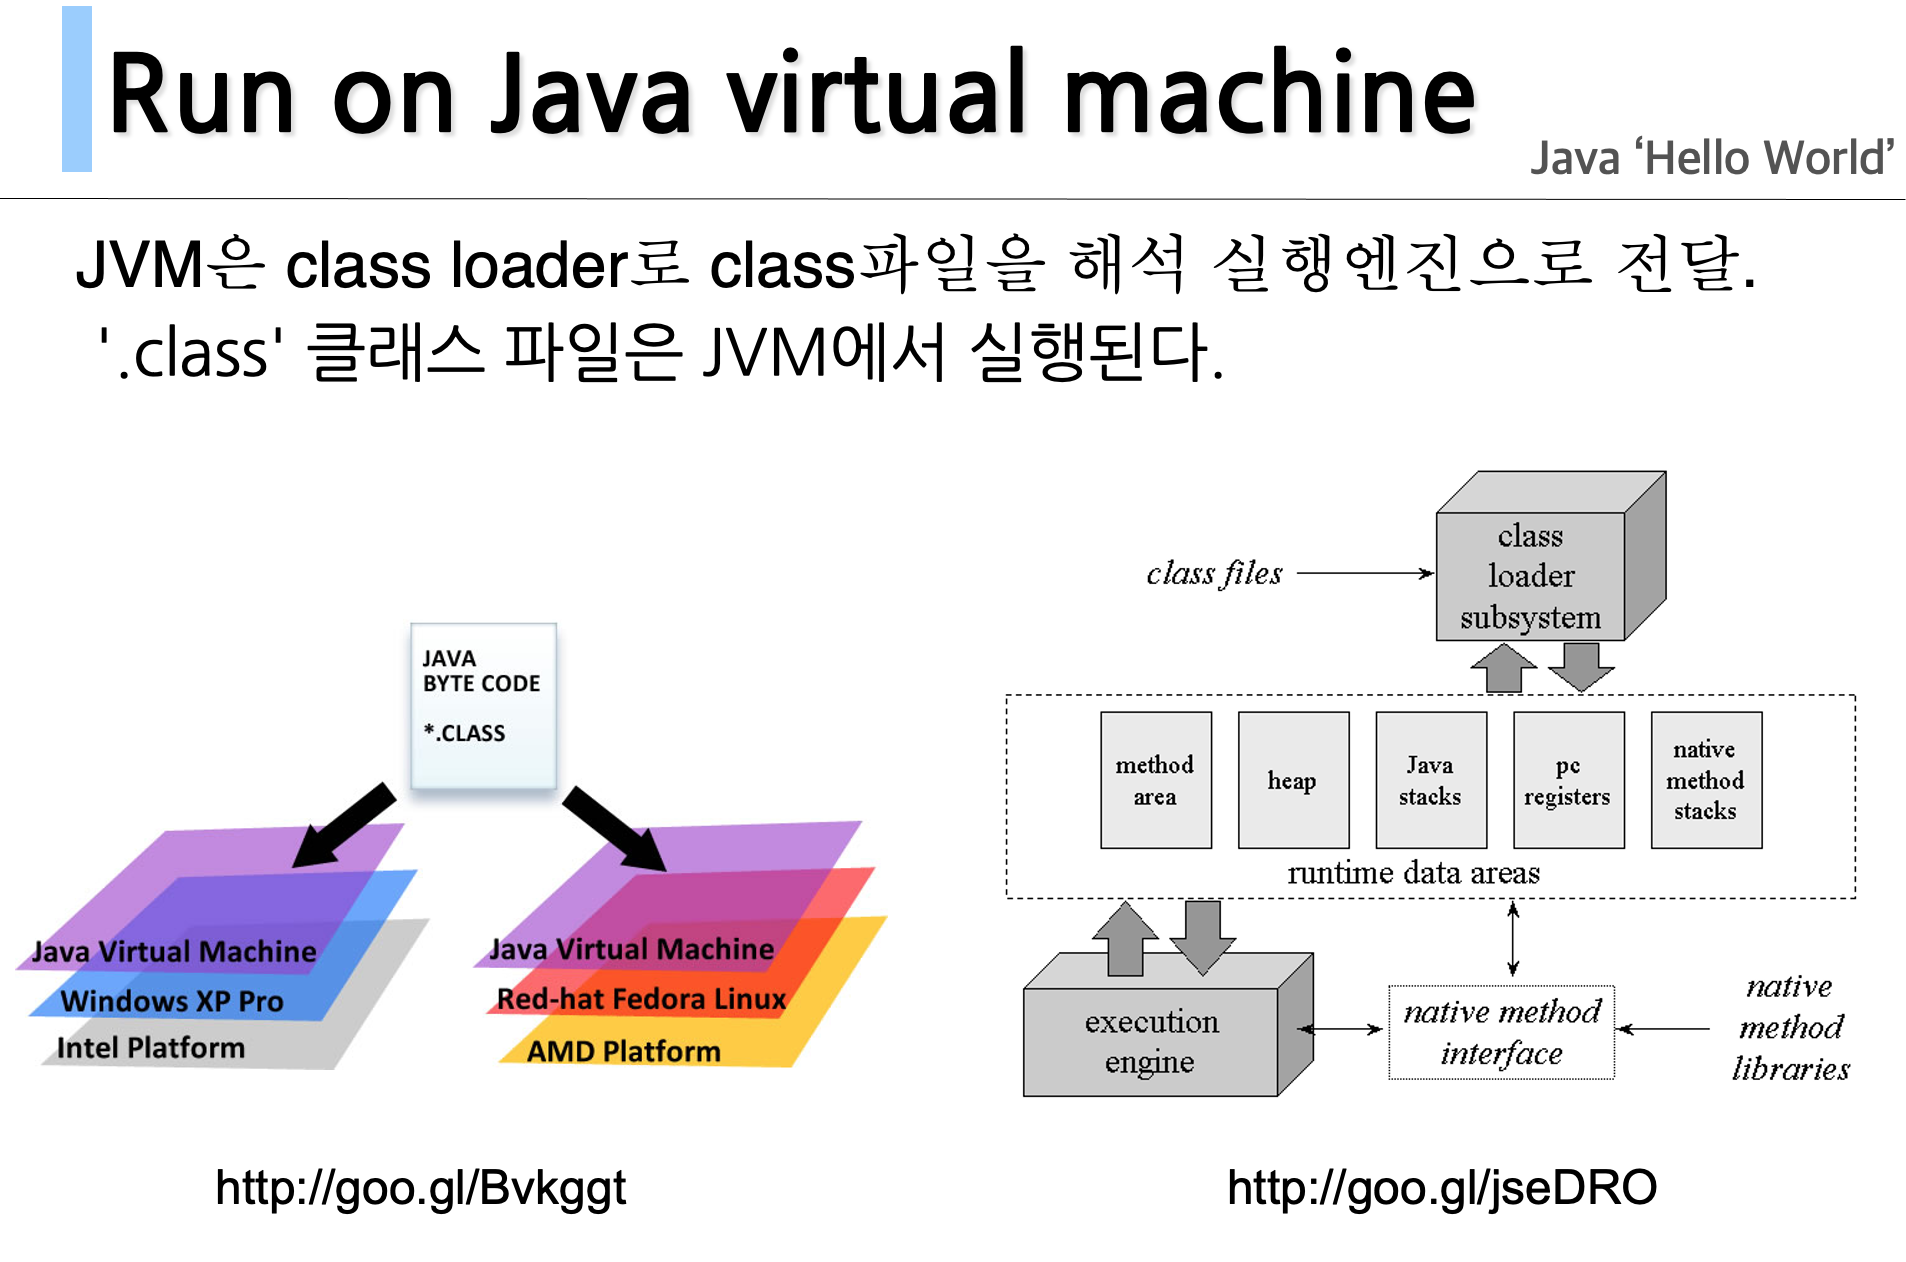 Run on Java virtual machine
Java ‘Hello World’
JVM은 class loader로 class파일을 해석 실행엔진으로 전달.
'.class' 클래스 파일은 JVM에서 실행된다.
JAVA
BYTE CODE
*.CLASS
Java Virtual Machine
Windows XP Pro
Intel Platform
Java Virtual Machine
Red-hat Fedora Linux
AMD Platform
http://goo.gl/Bvkggt
class files
class
loader
subsystem
method
area
heap
Java
stacks
pc
registers
native
method
stacks
runtime data areas
execution
engine
native method
interface
native
method
libraries
http://goo.gl/jseDRO